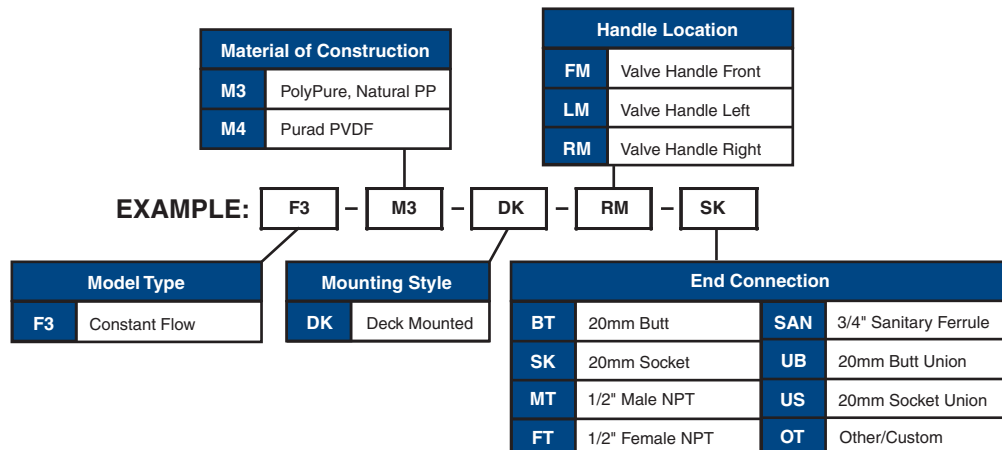 Material of Construction
M3 PolyPure, Natural PP
M4 Purad PVDF
Handle Location
FM Valve Handle Front
LM Valve Handle Left
RM Valve Handle Right
EXAMPLE: F3 – M3 – DK – RM – SK
Model Type
F3 Constant Flow
Mounting Style
DK Deck Mounted
End Connection
BT 20mm Butt SAN 3/4" Sanitary Ferrule
SK 20mm Socket UB 20mm Butt Union
MT 1/2" Male NPT US 20mm Socket Union
FT 1/2" Female NPT OT Other/Custom